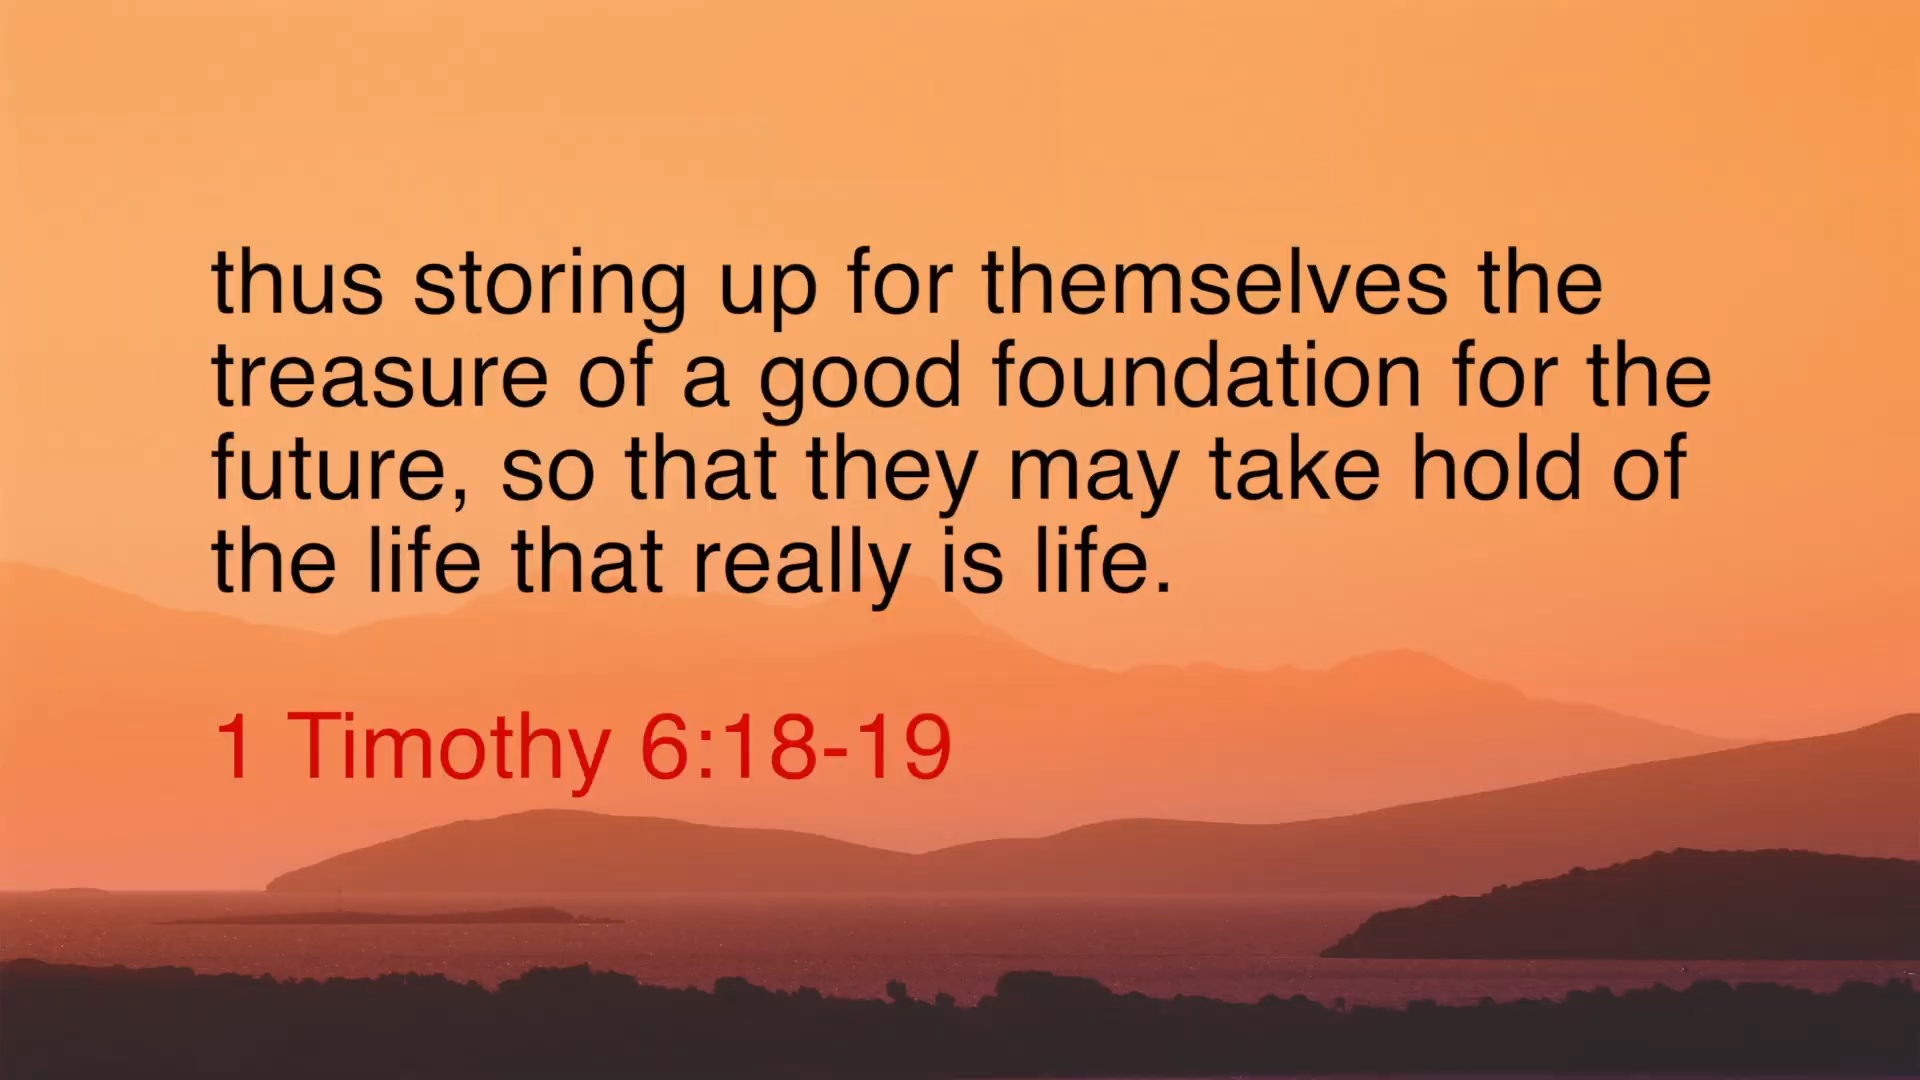 thus storing up for themselves the
treasure of a good foundation for the
future, so that they may take hold of
the life that really is life.
1 Timothy 6:18-19